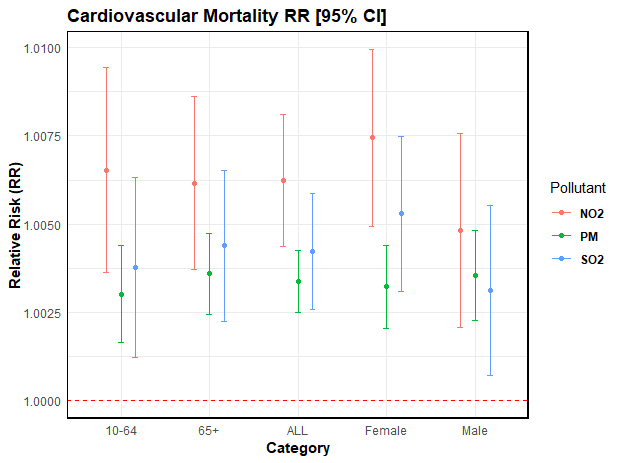 Cardiovascular Mortality RR [95% CI]
1.0100
1.0075
1.0050
1.0025
1.0000
Relative Risk (RR)
10-64
65+
ALL
Female
Male
Category
Pollutant
NO2
PM
SO2